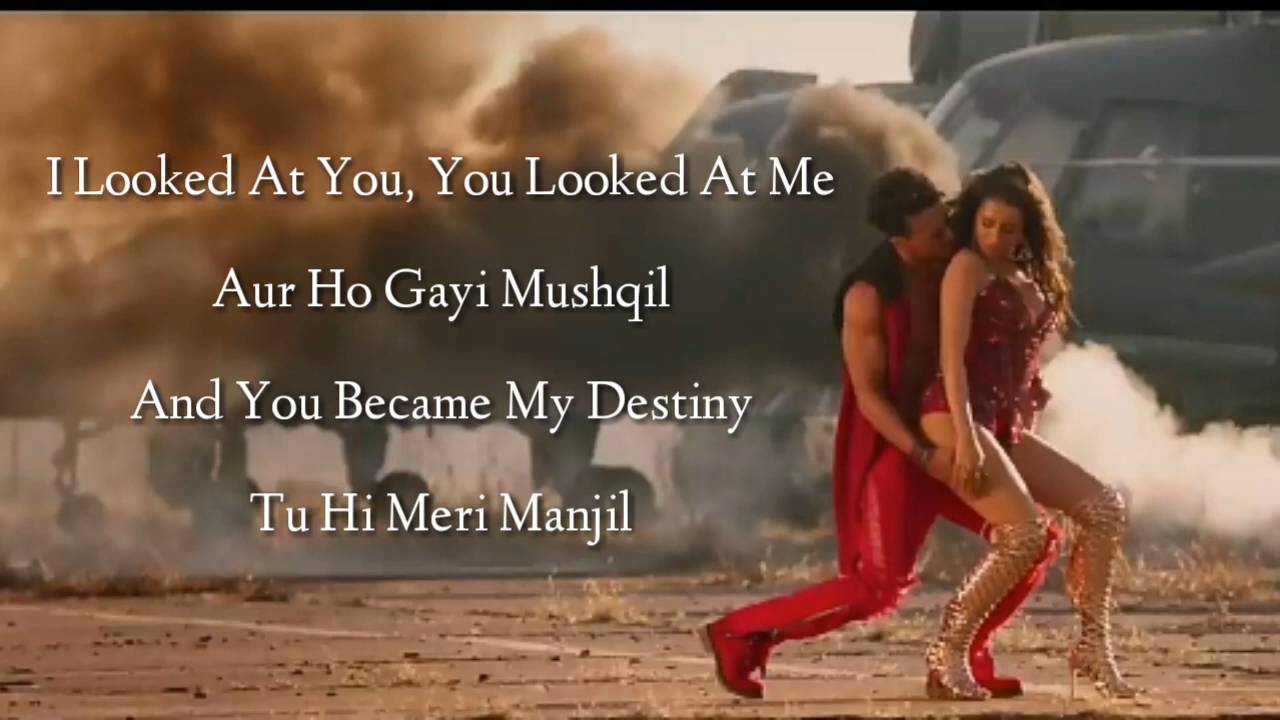 I Looked At You, You Looked At Me
Aur Ho Gayi Mushqil
And You Became My Destiny
Tu Hi Meri Manjil